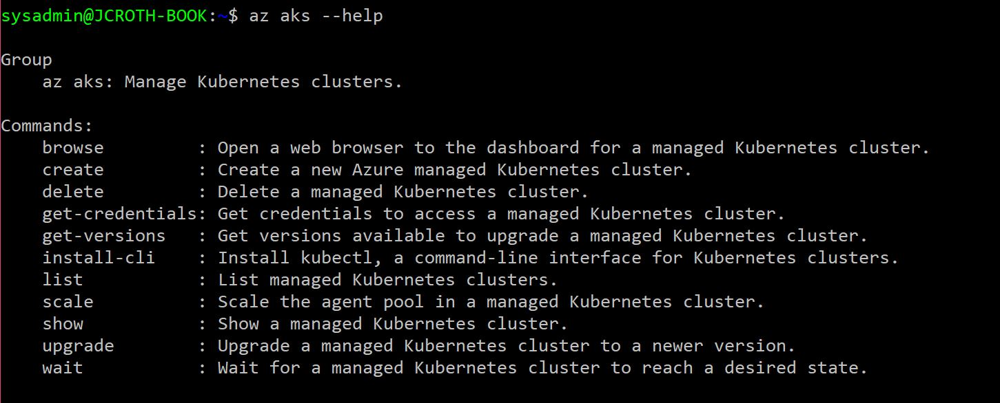 sysadmin@JCROTH-BOOK:~$ az aks --help
Group
    az aks: Manage Kubernetes clusters.
Commands:
    browse         : Open a web browser to the dashboard for a managed Kubernetes cluster.
    create         : Create a new Azure managed Kubernetes cluster.
    delete         : Delete a managed Kubernetes cluster.
    get-credentials: Get credentials to access a managed Kubernetes cluster.
    get-versions   : Get versions available to upgrade a managed Kubernetes cluster.
    install-cli    : Install kubectl, a command-line interface for Kubernetes clusters.
    list           : List managed Kubernetes clusters.
    scale          : Scale the agent pool in a managed Kubernetes cluster.
    show           : Show a managed Kubernetes cluster.
    upgrade        : Upgrade a managed Kubernetes cluster to a newer version.
    wait           : Wait for a managed Kubernetes cluster to reach a desired state.